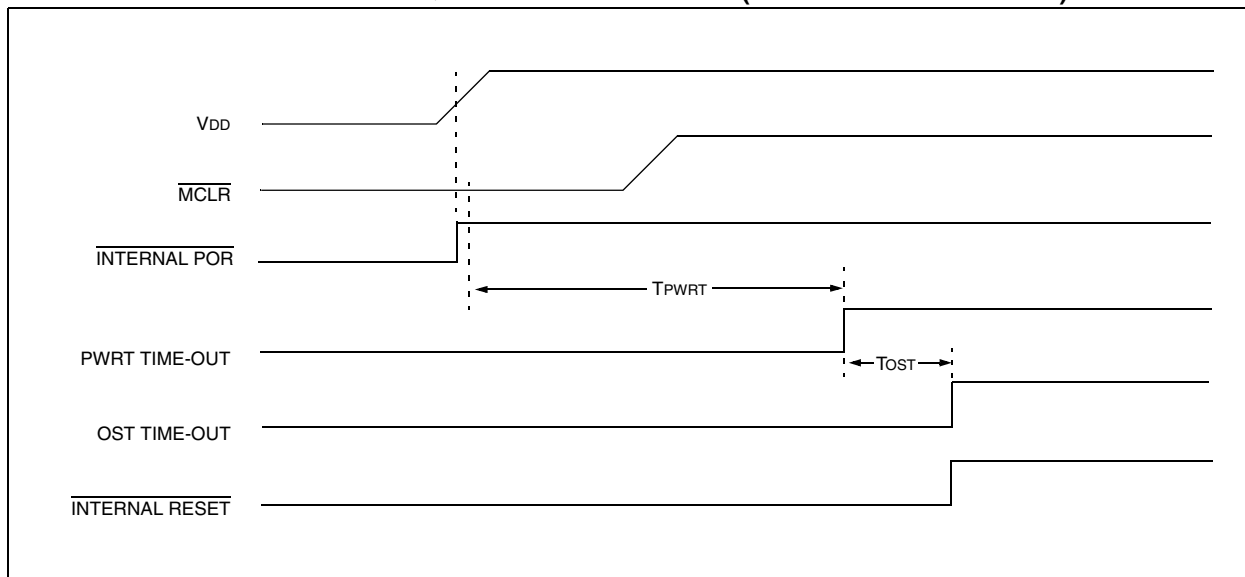 VDD
MCLR
INTERNAL POR
TPWRT
PWRT TIME-OUT
TOST
OST TIME-OUT
INTERNAL RESET